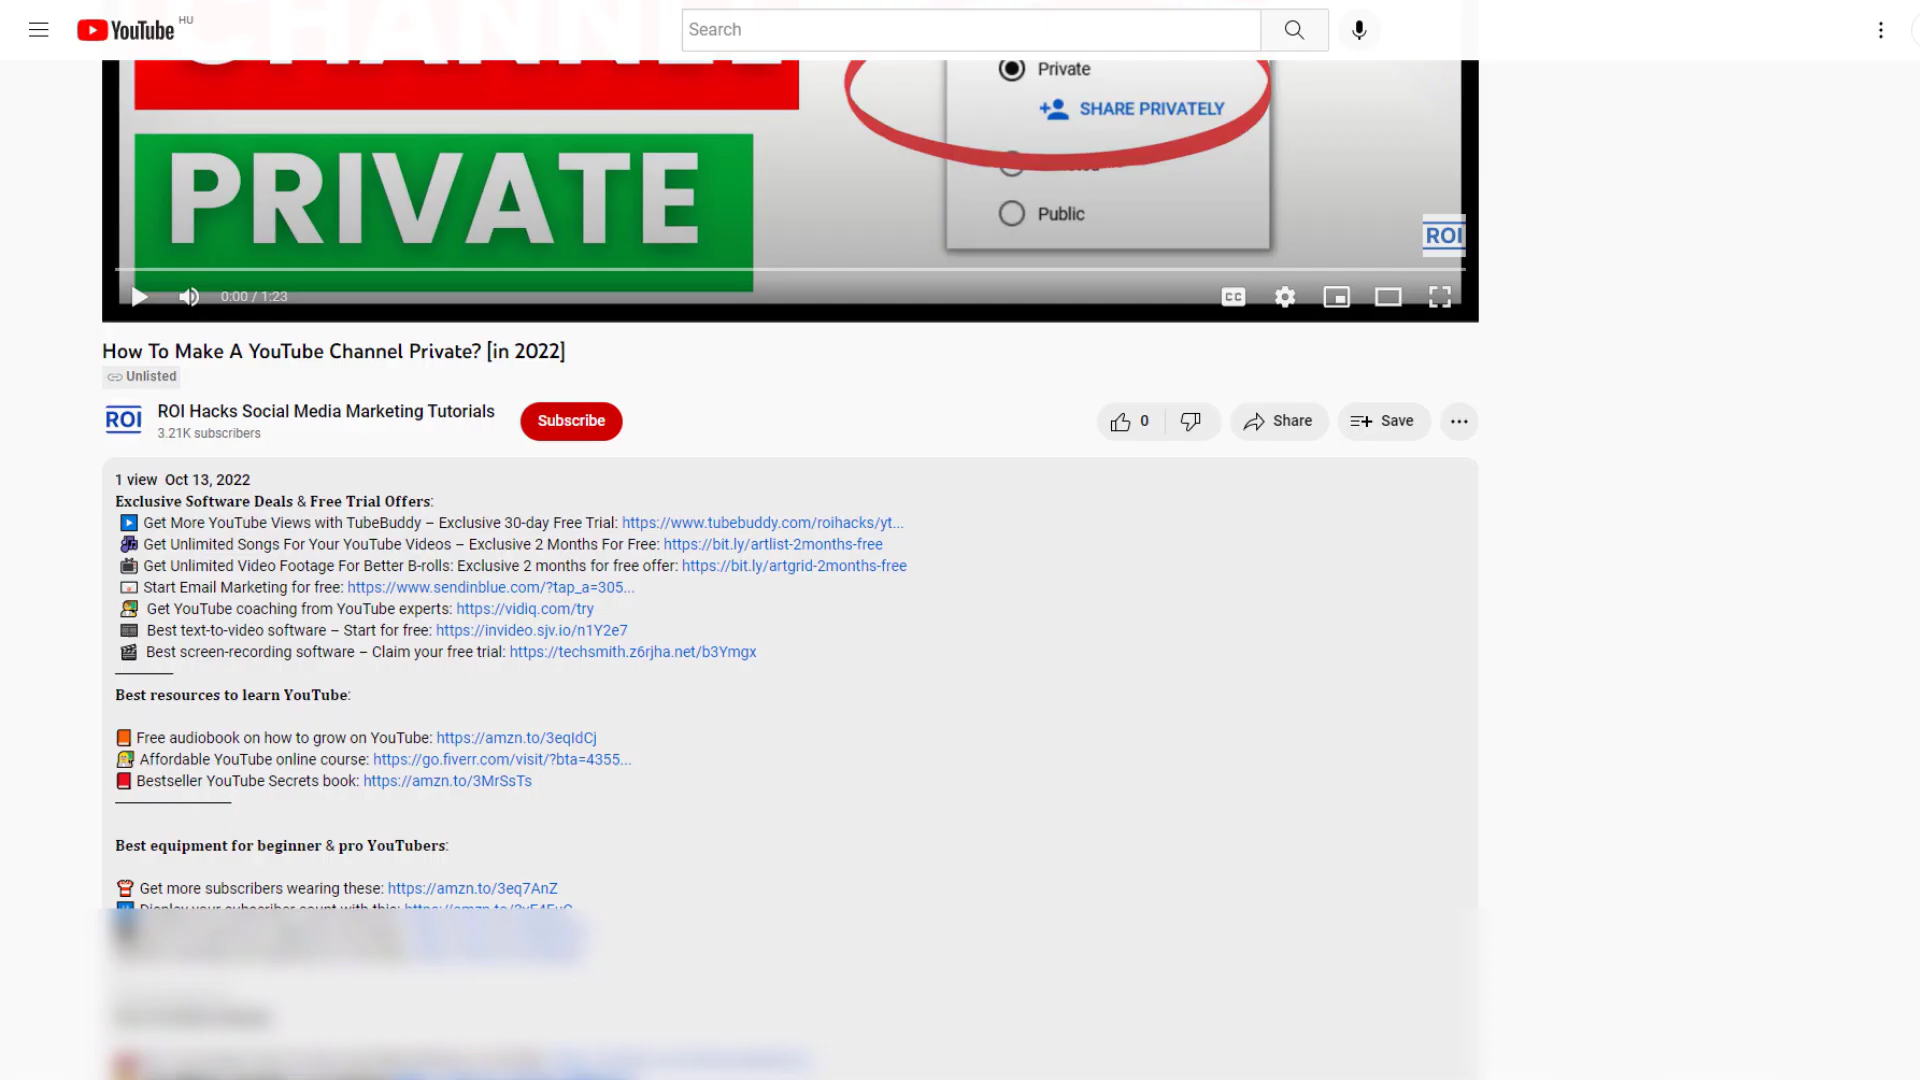 YouTube HU
Search
CHANNEL
Private
SHARE PRIVATELY
PRIVATE
Public
ROI
0:00 / 1:23
CC
How To Make A YouTube Channel Private? [in 2022]
Unlisted
ROI
ROI Hacks Social Media Marketing Tutorials
3.21K subscribers
Subscribe
0
Share
Save
1 view Oct 13, 2022
Exclusive Software Deals & Free Trial Offers:
Get More YouTube Views with TubeBuddy – Exclusive 30-day Free Trial: https://www.tubebuddy.com/roihacks/yt...
Get Unlimited Songs For Your YouTube Videos – Exclusive 2 Months For Free: https://bit.ly/artlist-2months-free
Get Unlimited Video Footage For Better B-rolls: Exclusive 2 months for free offer: https://bit.ly/artgrid-2months-free
Start Email Marketing for free: https://www.sendinblue.com/?tap_a=305...
Get YouTube coaching from YouTube experts: https://vidiq.com/try
Best text-to-video software – Start for free: https://invideo.sjv.io/n1Y2e7
Best screen-recording software – Claim your free trial: https://techsmith.z6rjha.net/b3Ymgx
Best resources to learn YouTube:
Free audiobook on how to grow on YouTube: https://amzn.to/3eqIdCj
Affordable YouTube online course: https://go.fiverr.com/visit/?bta=4355...
Bestseller YouTube Secrets book: https://amzn.to/3MrSsTs
Best equipment for beginner & pro YouTubers:
Get more subscribers wearing these: https://amzn.to/3eq7AnZ
Display your subscriber count with this: